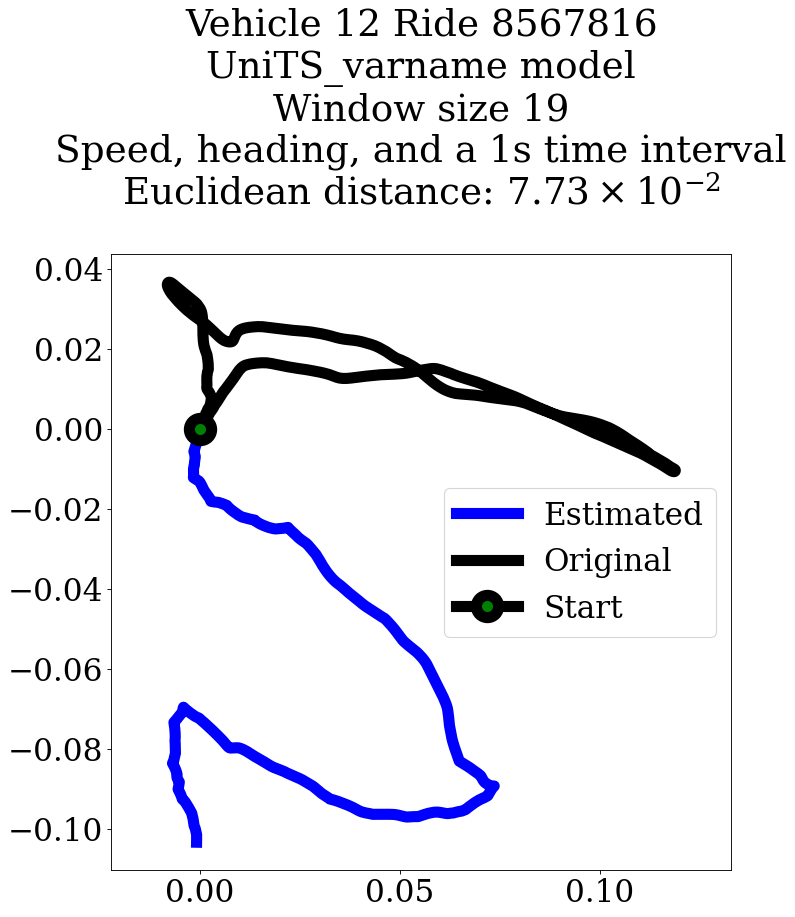 Vehicle 12 Ride 8567816
UniTS_varname model
Window size 19
Speed, heading, and a 1s time interval
Euclidean distance: 7.73 × 10⁻²
0.04
0.02
0.00
−0.02
−0.04
−0.06
−0.08
−0.10
Estimated
Original
Start
0.00 0.05 0.10